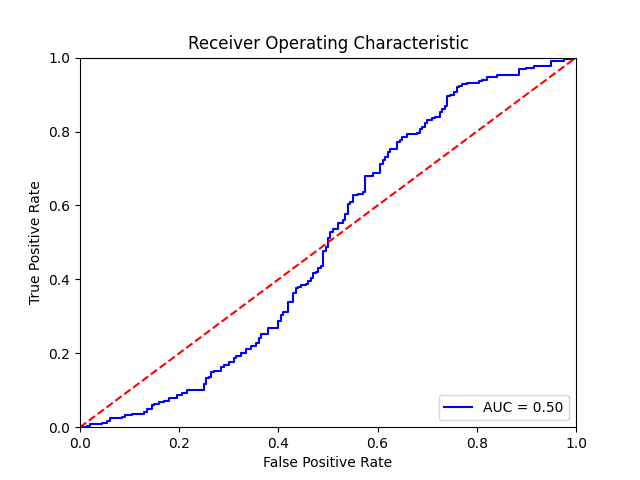 Receiver Operating Characteristic
True Positive Rate
1.0
0.8
0.6
0.4
0.2
0.0
AUC = 0.50
0.0 0.2 0.4 0.6 0.8 1.0
False Positive Rate